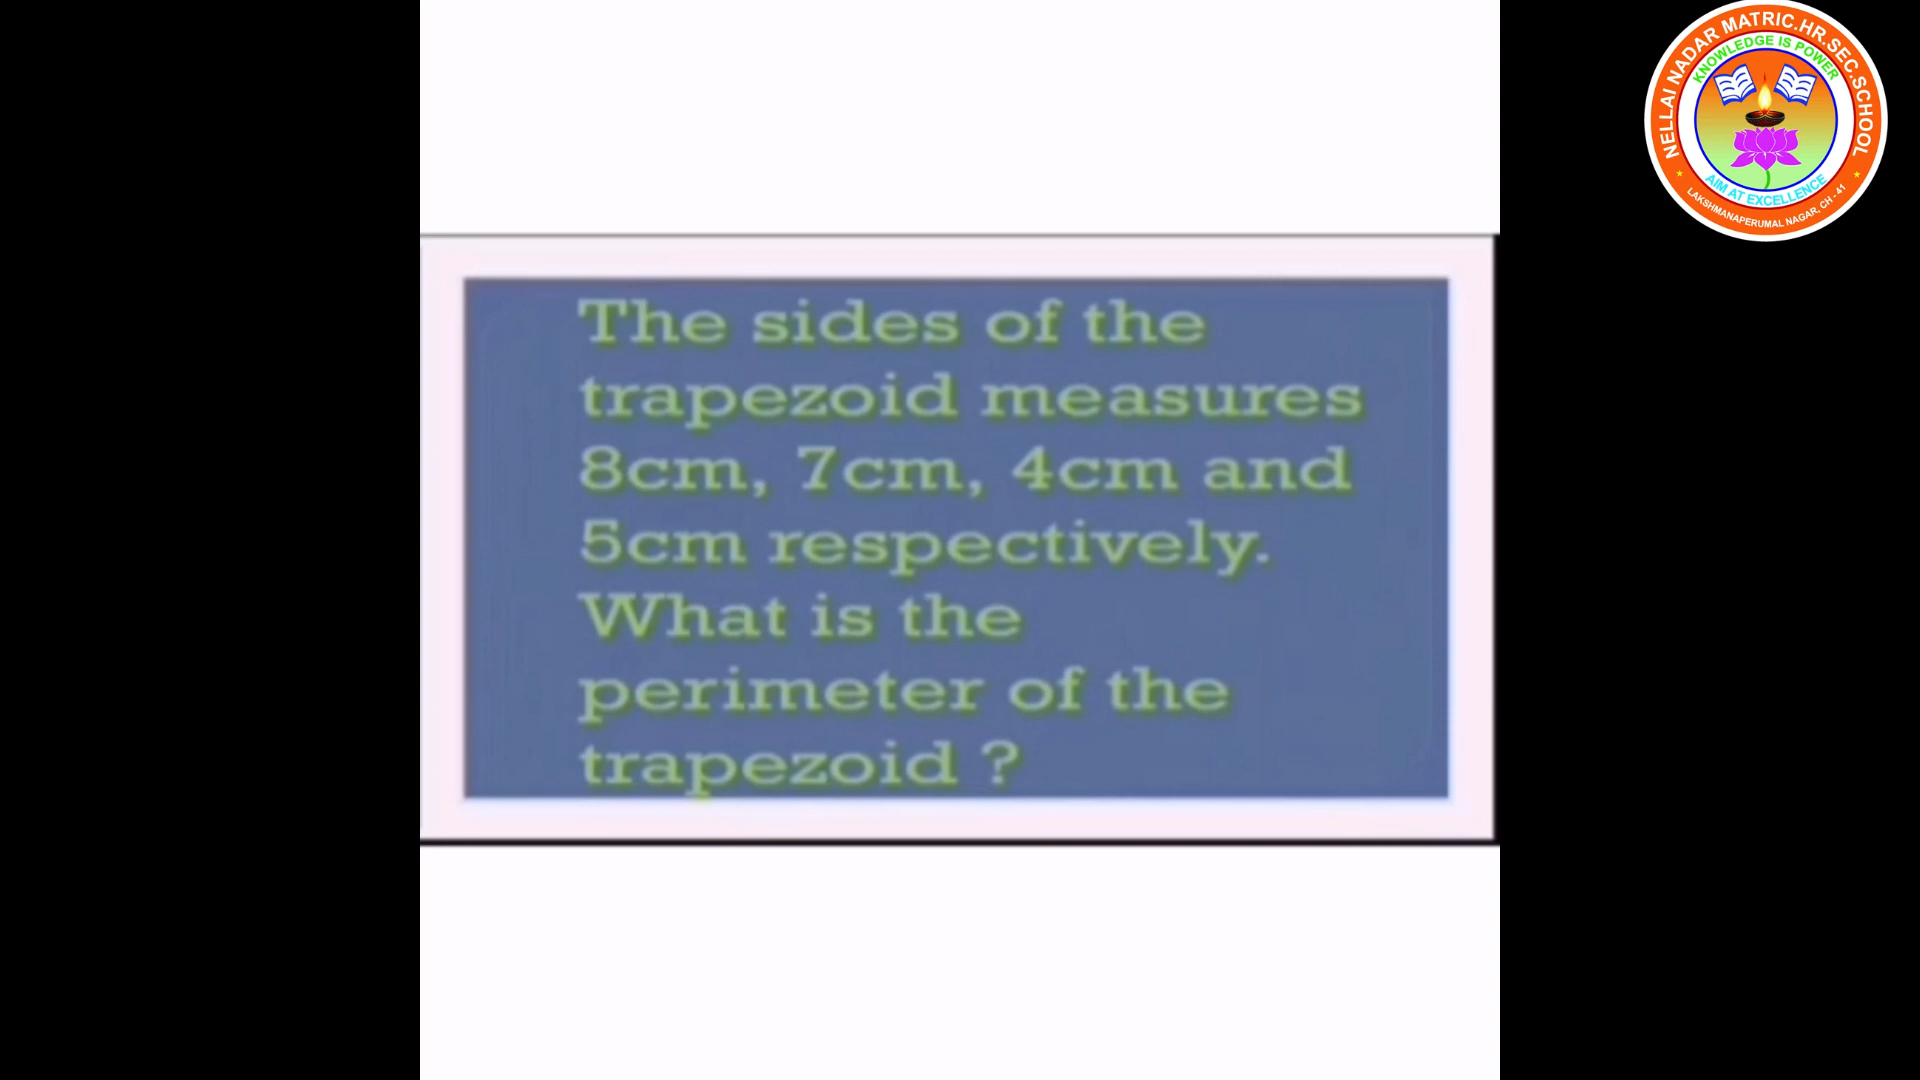 The sides of the
trapezoid measures
8cm, 7cm, 4cm and
5cm respectively.
What is the
perimeter of the
trapezoid ?
NELLAI NADAR MATRIC.HR.SEC.SCHOOL
KNOWLEDGE IS POWER
AIM AT EXCELLENCE
LAKSHMANAPERUMAL NAGAR, CH - 41